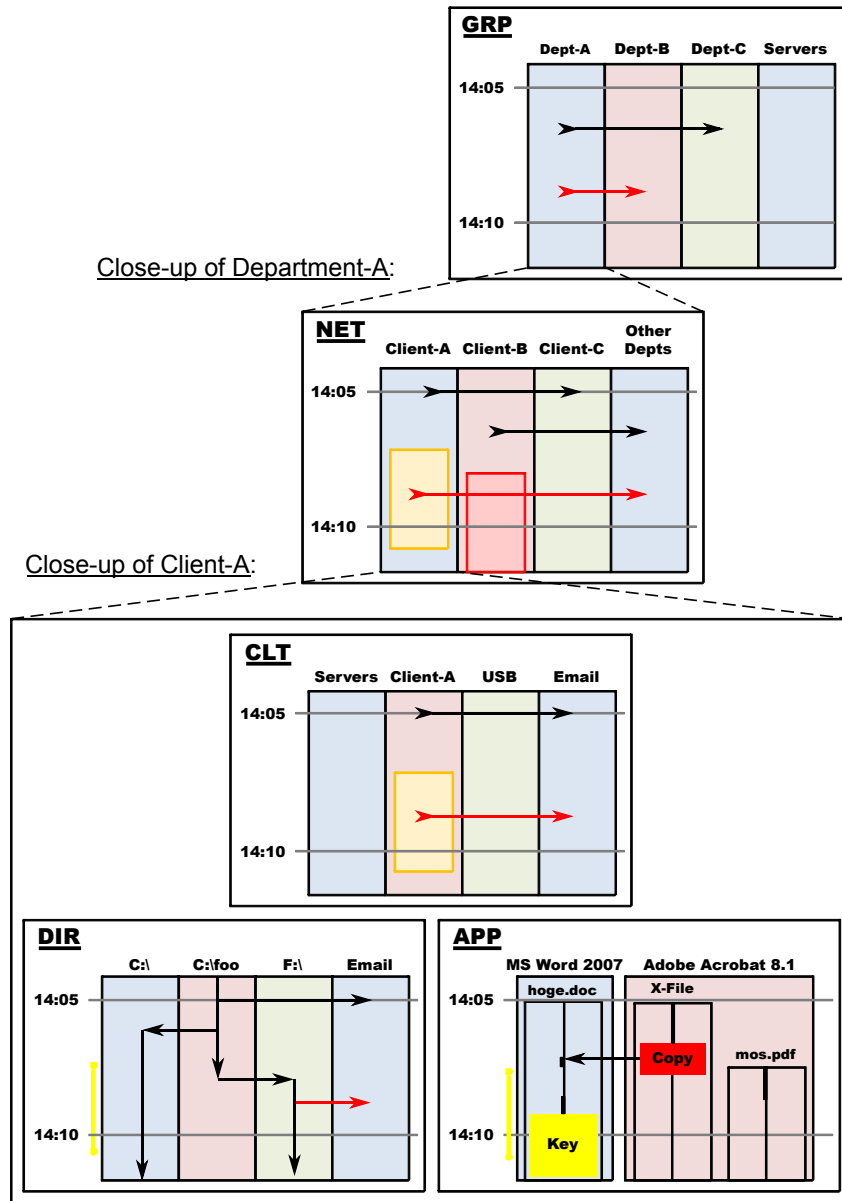 GRP
Dept-A Dept-B Dept-C Servers
14:05
14:10
Close-up of Department-A:
NET
Client-A Client-B Client-C Other Depts
14:05
14:10
Close-up of Client-A:
CLT
Servers Client-A USB Email
14:05
14:10
DIR
C:\ C:\foo F:\ Email
14:05
14:10
APP
MS Word 2007 Adobe Acrobat 8.1
14:05
hoge.doc X-File
Copy mos.pdf
14:10
Key